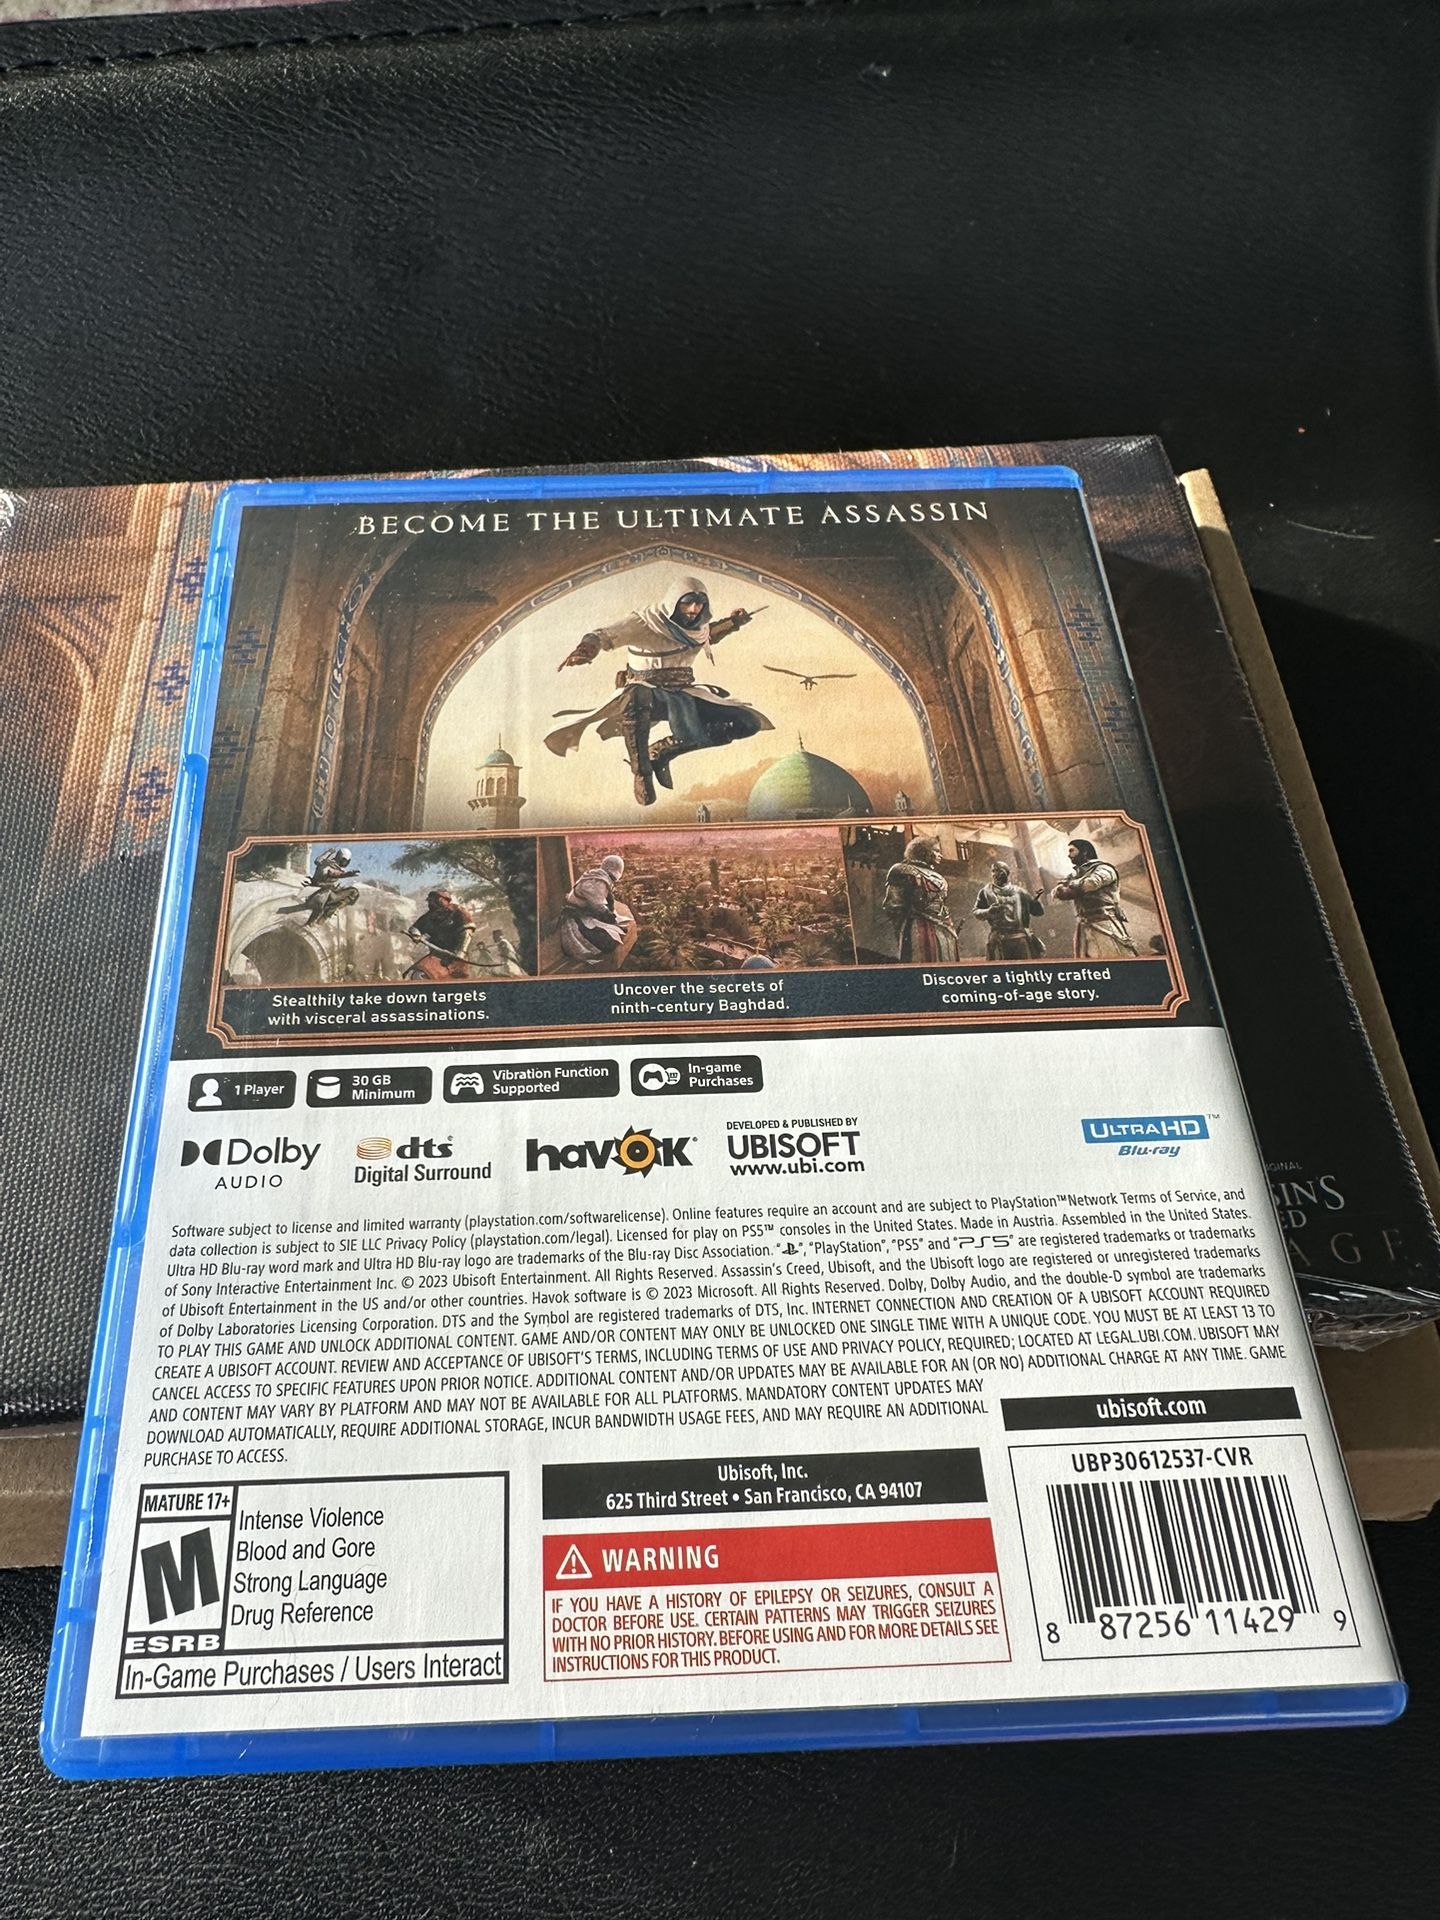 BECOME THE ULTIMATE ASSASSIN
Stealthily take down targets
with visceral assassinations.
Uncover the secrets of
ninth-century Baghdad.
Discover a tightly crafted
coming-of-age story.
1 Player
30 GB
Minimum
Vibration Function
Supported
In-game
Purchases
Dolby
AUDIO
dts
Digital Surround
havok
DEVELOPED & PUBLISHED BY
UBISOFT
www.ubi.com
ULTRA HD
Blu-ray
Software subject to license and limited warranty (playstation.com/softwarelicense). Online features require an account and are subject to PlayStation™Network Terms of Service, and
data collection is subject to SIE LLC Privacy Policy (playstation.com/legal). Licensed for play on PS5™ consoles in the United States. Made in Austria. Assembled in the United States.
Ultra HD Blu-ray word mark and Ultra HD Blu-ray logo are trademarks of the Blu-ray Disc Association. "PlayStation", "PS5" and "PS5" are registered trademarks or trademarks
of Sony Interactive Entertainment Inc. © 2023 Ubisoft Entertainment. All Rights Reserved. Assassin's Creed, Ubisoft, and the Ubisoft logo are registered or unregistered trademarks
of Ubisoft Entertainment in the US and/or other countries. Havok software is © 2023 Microsoft. All Rights Reserved. Dolby, Dolby Audio, and the double-D symbol are trademarks
of Dolby Laboratories Licensing Corporation. DTS and the Symbol are registered trademarks of DTS, Inc. INTERNET CONNECTION AND CREATION OF A UBISOFT ACCOUNT REQUIRED
TO PLAY THIS GAME AND UNLOCK ADDITIONAL CONTENT. GAME AND/OR CONTENT MAY ONLY BE UNLOCKED ONE SINGLE TIME WITH A UNIQUE CODE. YOU MUST BE AT LEAST 13 TO
CREATE A UBISOFT ACCOUNT. REVIEW AND ACCEPTANCE OF UBISOFT'S TERMS, INCLUDING TERMS OF USE AND PRIVACY POLICY, REQUIRED; LOCATED AT LEGAL.UBI.COM. UBISOFT MAY
CANCEL ACCESS TO SPECIFIC FEATURES UPON PRIOR NOTICE. ADDITIONAL CONTENT AND/OR UPDATES MAY BE AVAILABLE FOR AN (OR NO) ADDITIONAL CHARGE AT ANY TIME. GAME
AND CONTENT MAY VARY BY PLATFORM AND MAY NOT BE AVAILABLE FOR ALL PLATFORMS. MANDATORY CONTENT UPDATES MAY
DOWNLOAD AUTOMATICALLY, REQUIRE ADDITIONAL STORAGE, INCUR BANDWIDTH USAGE FEES, AND MAY REQUIRE AN ADDITIONAL
PURCHASE TO ACCESS.
ubisoft.com
MATURE 17+
M
ESRB
Intense Violence
Blood and Gore
Strong Language
Drug Reference
In-Game Purchases / Users Interact
Ubisoft, Inc.
625 Third Street • San Francisco, CA 94107
WARNING
IF YOU HAVE A HISTORY OF EPILEPSY OR SEIZURES, CONSULT A
DOCTOR BEFORE USE. CERTAIN PATTERNS MAY TRIGGER SEIZURES
WITH NO PRIOR HISTORY. BEFORE USING AND FOR MORE DETAILS SEE
INSTRUCTIONS FOR THIS PRODUCT.
UBP30612537-CVR
8 87256 11429 9